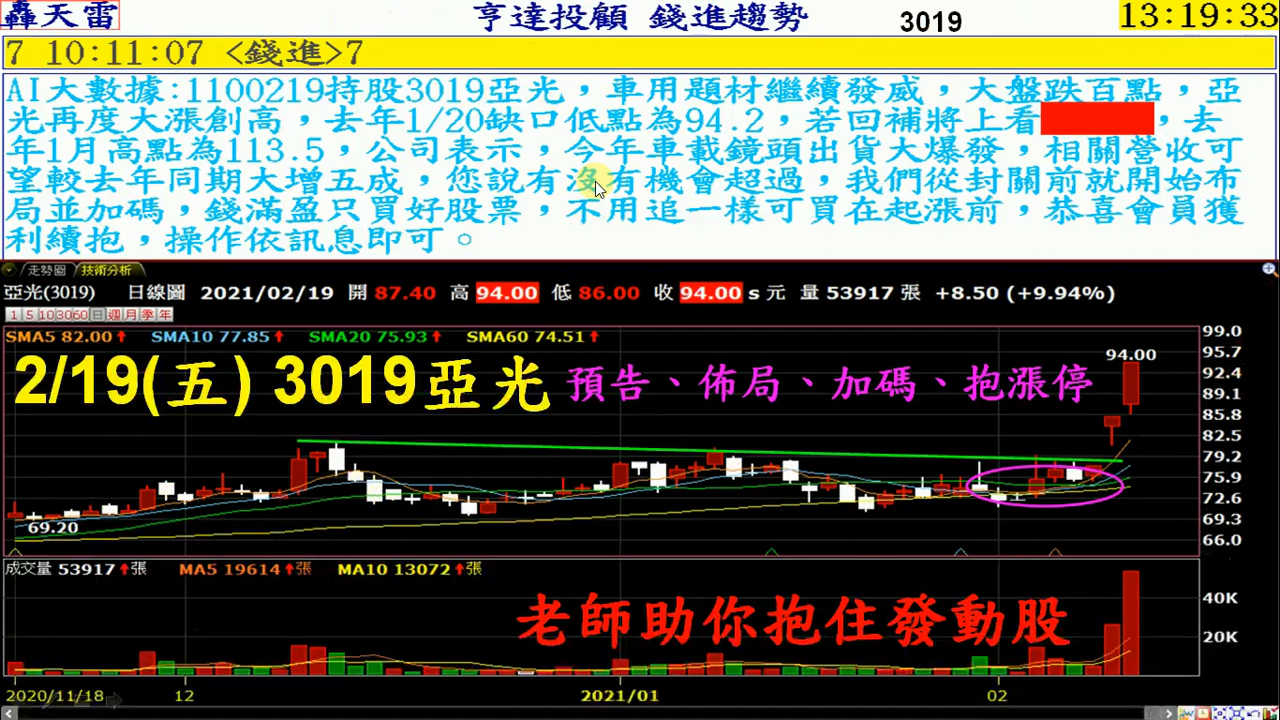 轟天雷 亨達投顧 錢進趨勢 3019 13:19:33
7 10:11:07 <錢進>7
AI大數據:1100219持股3019亞光，車用題材繼續發威，大盤跌百點，亞
光再度大漲創高，去年1/20缺口低點為94.2，若回補將上看，去
年1月高點為113.5，公司表示，今年車載鏡頭出貨大爆發，相關營收可
望較去年同期大增五成，您說有沒有機會超過，我們從封關前就開始布
局並加碼，錢滿盈只買好股票，不用追一樣可買在起漲前，恭喜會員獲
利續抱，操作依訊息即可。
走勢圖 技術分析
亞光(3019) 日線圖 2021/02/19 開 87.40 高 94.00 低 86.00 收 94.00 s 元 量 53917 張 +8.50 (+9.94%)
1 5 10 30 60 日 週 月 季 年
SMA5 82.00 SMA10 77.85 SMA20 75.93 SMA60 74.51
99.0
94.00 95.7
2/19(五) 3019亞光 預告、佈局、加碼、抱漲停
92.4
89.1
85.8
82.5
79.2
75.9
72.6
69.20 69.3
66.0
成交量 53917 張 MA5 19614 張 MA10 13072 張
40K
老師助你抱住發動股
20K
2020/11/18 12 2021/01 02